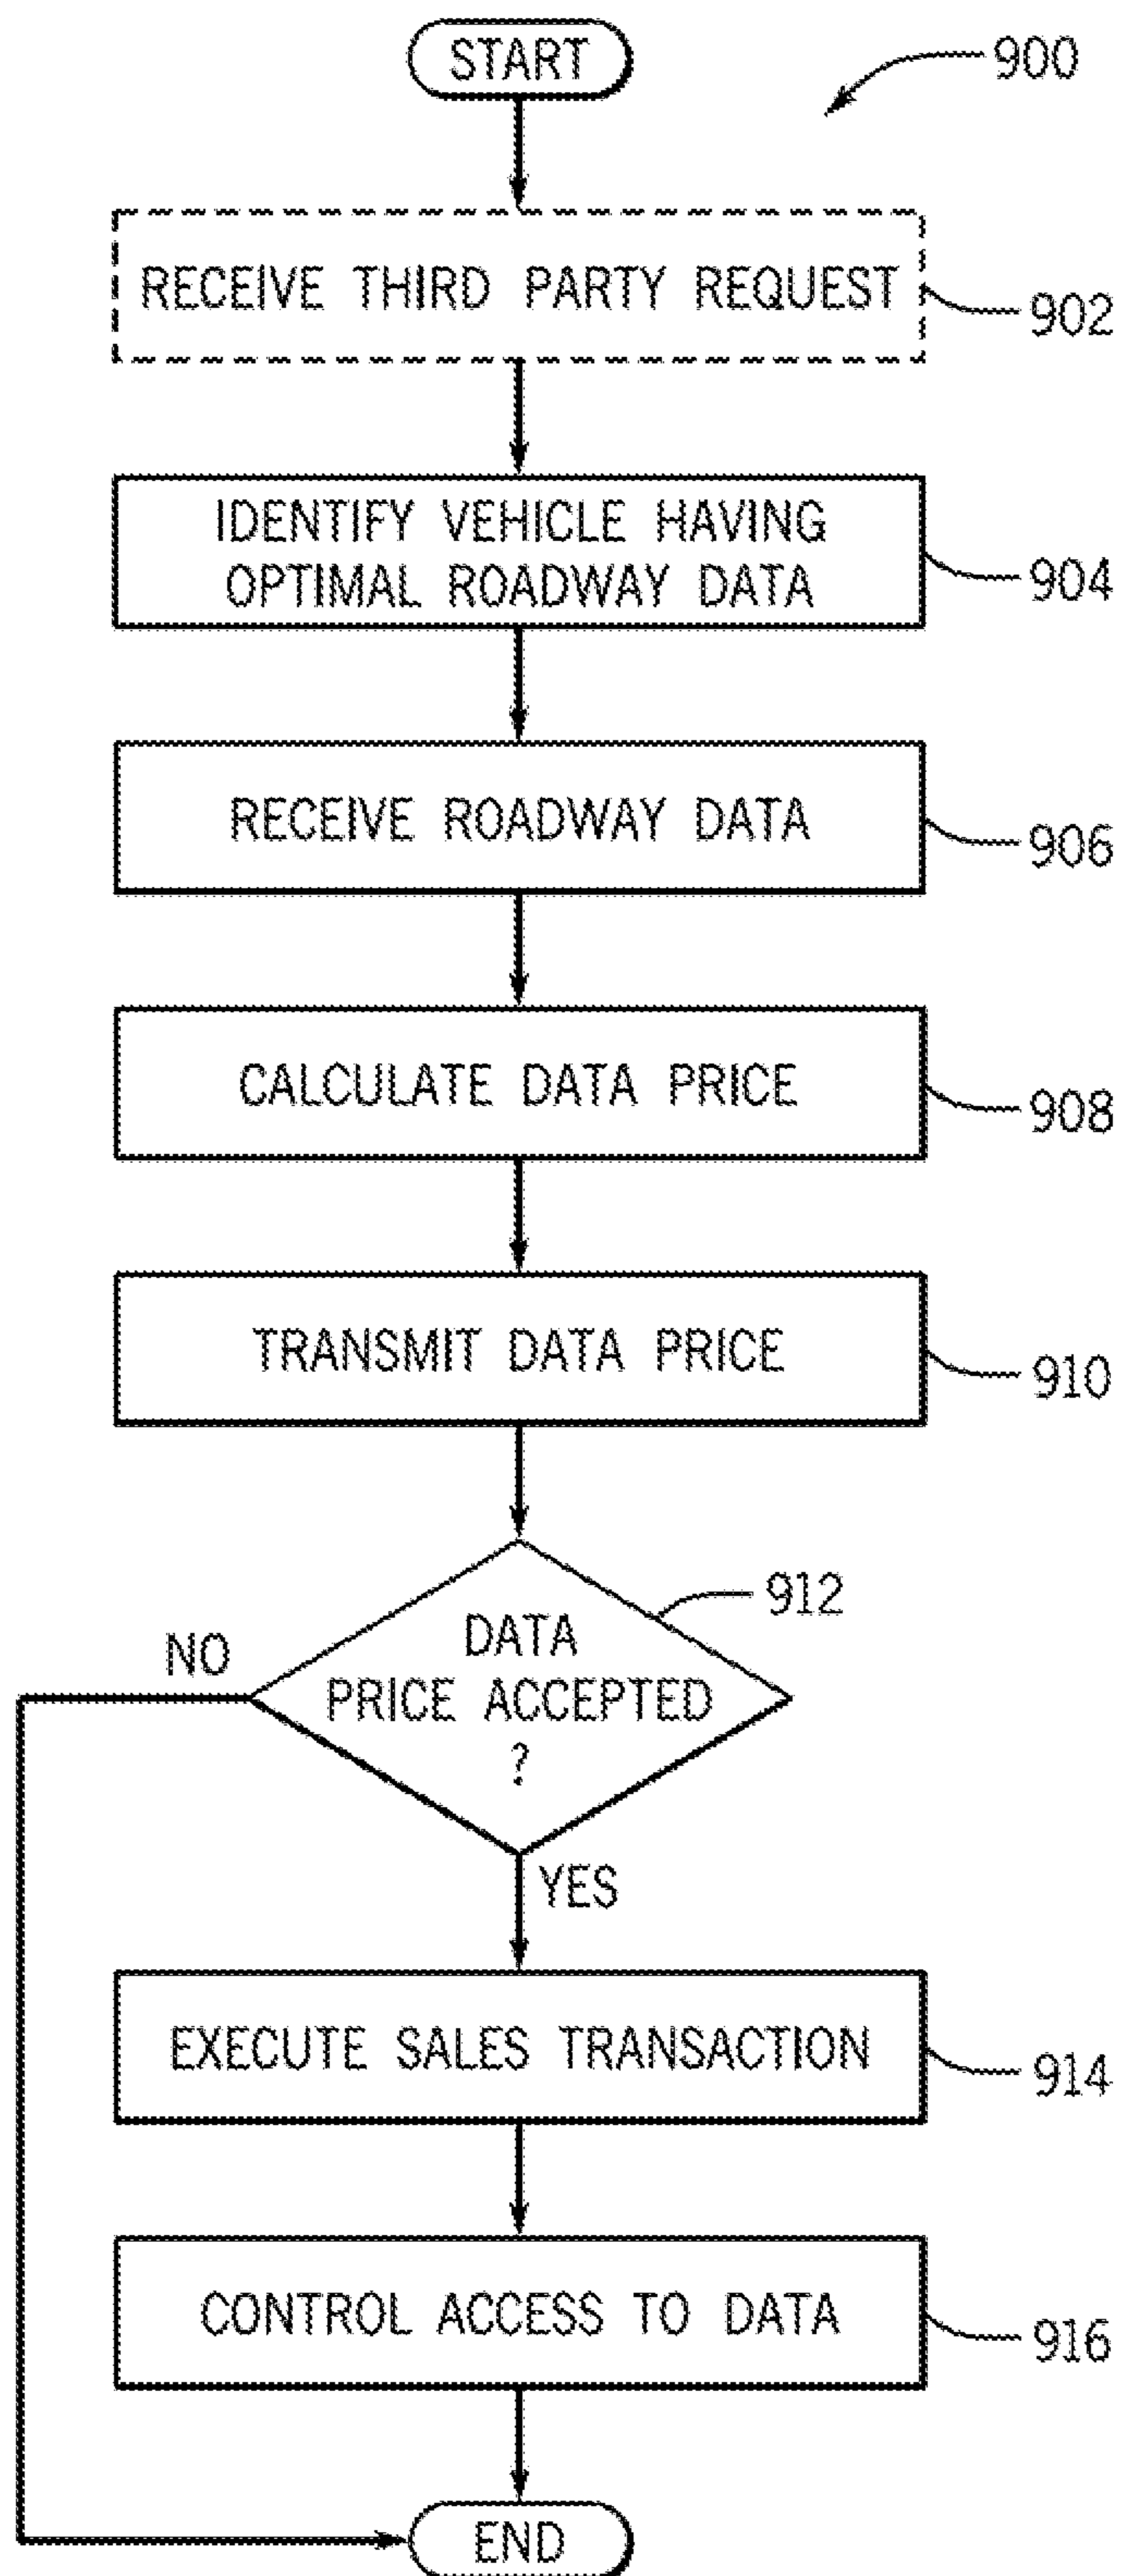 START
900
RECEIVE THIRD PARTY REQUEST
902
IDENTIFY VEHICLE HAVING
OPTIMAL ROADWAY DATA
904
RECEIVE ROADWAY DATA
906
CALCULATE DATA PRICE
908
TRANSMIT DATA PRICE
910
912
DATA
PRICE ACCEPTED
?
NO
YES
EXECUTE SALES TRANSACTION
914
CONTROL ACCESS TO DATA
916
END